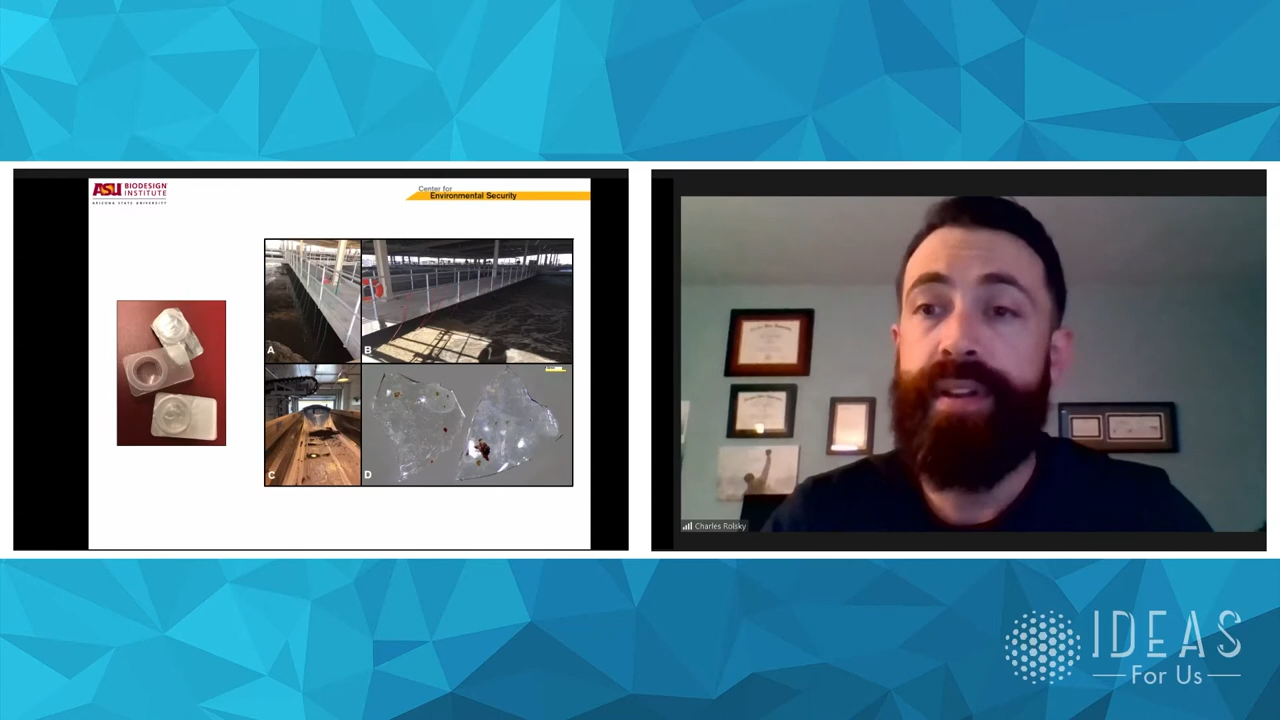 ASU BIODESIGN
INSTITUTE
ARIZONA STATE UNIVERSITY
Center for
Environmental Security
A
B
C
D
Charles Rolsky
IDEAS
For Us